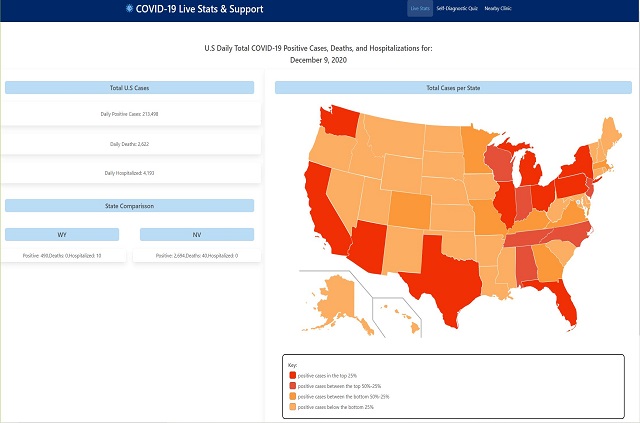 COVID-19 Live Stats & Support
Live Stats Self-Diagnostic Quiz Nearby Clinic
U.S Daily Total COVID-19 Positive Cases, Deaths, and Hospitalizations for:
December 9, 2020
Total U.S Cases
Daily Positive Cases: 213,498
Daily Deaths: 2,622
Daily Hospitalized: 4,193
State Comparisson
WY
Positive: 490,Deaths: 0,Hospitalized: 10
NV
Positive: 2,694,Deaths: 40,Hospitalized: 0
Total Cases per State
Key:
positive cases in the top 25%
positive cases between the top 50%-25%
positive cases between the bottom 50%-25%
positive cases below the bottom 25%